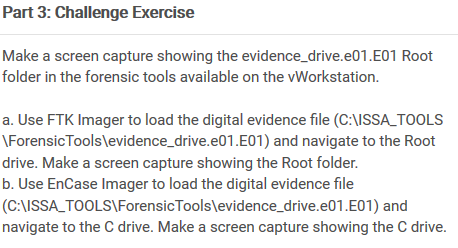 Part 3: Challenge Exercise
Make a screen capture showing the evidence_drive.e01.E01 Root
folder in the forensic tools available on the vWorkstation.
a. Use FTK Imager to load the digital evidence file (C:\ISSA_TOOLS
\ForensicTools\evidence_drive.e01.E01) and navigate to the Root
drive. Make a screen capture showing the Root folder.
b. Use EnCase Imager to load the digital evidence file
(C:\ISSA_TOOLS\ForensicTools\evidence_drive.e01.E01) and
navigate to the C drive. Make a screen capture showing the C drive.